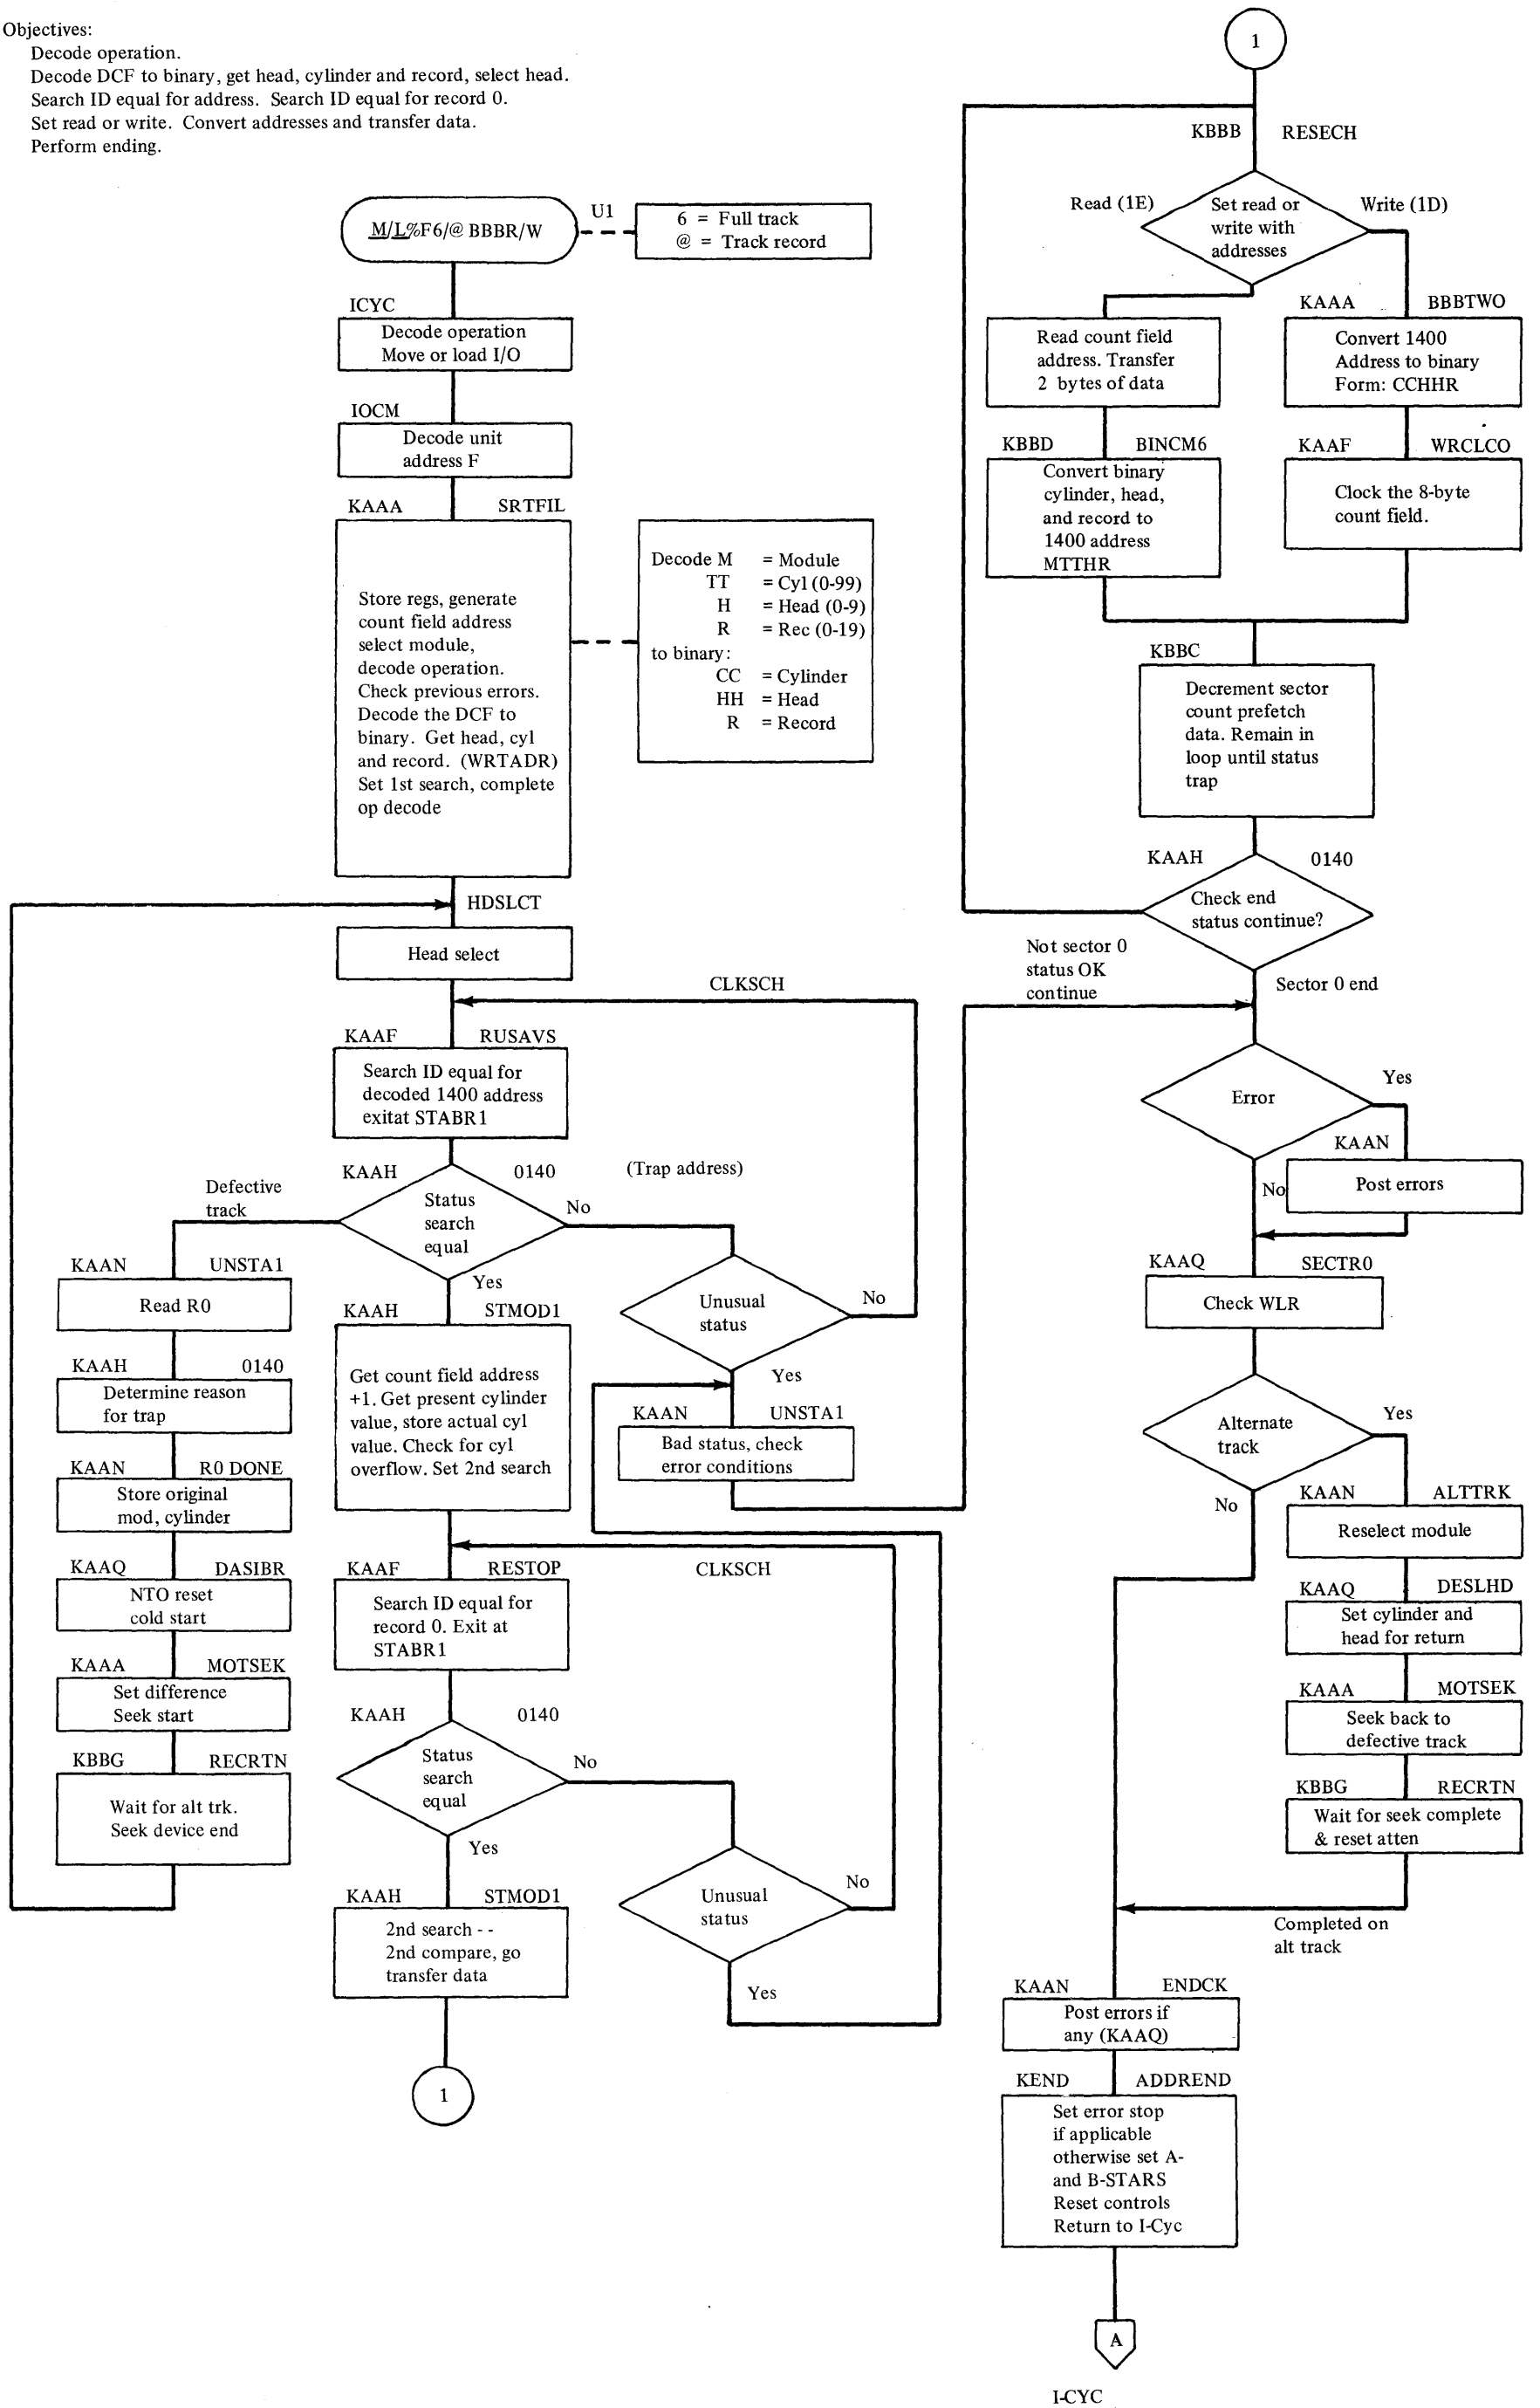 Objectives:
Decode operation.
Decode DCF to binary, get head, cylinder and record, select head.
Search ID equal for address. Search ID equal for record 0.
Set read or write. Convert addresses and transfer data.
Perform ending.
M/L%F6/@ BBBR/W
U1
6 = Full track
@ = Track record
ICYC
Decode operation
Move or load I/O
IOCM
Decode unit
address F
KAAA SRTFIL
Store regs, generate
count field address
select module,
decode operation.
Check previous errors.
Decode the DCF to
binary. Get head, cyl
and record. (WRTADR)
Set 1st search, complete
op decode
Decode M = Module
TT = Cyl (0-99)
H = Head (0-9)
R = Rec (0-19)
to binary:
CC = Cylinder
HH = Head
R = Record
HDSLCT
Head select
CLKSCH
KAAF RUSAVS
Search ID equal for
decoded 1400 address
exitat STABR1
KAAH 0140
(Trap address)
Status
search
equal
Defective
track
No
Yes
KAAN UNSTA1
Read R0
KAAH 0140
Determine reason
for trap
KAAN R0 DONE
Store original
mod, cylinder
KAAQ DASIBR
NTO reset
cold start
KAAA MOTSEK
Set difference
Seek start
KBBG RECRTN
Wait for alt trk.
Seek device end
KAAH STMOD1
Get count field address
+1. Get present cylinder
value, store actual cyl
value. Check for cyl
overflow. Set 2nd search
Unusual
status
No
Yes
KAAN UNSTA1
Bad status, check
error conditions
CLKSCH
KAAF RESTOP
Search ID equal for
record 0. Exit at
STABR1
KAAH 0140
Status
search
equal
No
Yes
Unusual
status
No
Yes
KAAH STMOD1
2nd search - -
2nd compare, go
transfer data
1
1
KBBB RESECH
Set read or
write with
addresses
Read (1E)
Write (1D)
Read count field
address. Transfer
2 bytes of data
KBBD BINCM6
Convert binary
cylinder, head,
and record to
1400 address
MTTHR
KAAA BBBTWO
Convert 1400
Address to binary
Form: CCHHR
KAAF WRCLCO
Clock the 8-byte
count field.
KBBC
Decrement sector
count prefetch
data. Remain in
loop until status
trap
KAAH 0140
Check end
status continue?
Not sector 0
status OK
continue
Sector 0 end
Error
Yes
KAAN
Post errors
No
KAAQ SECTR0
Check WLR
Alternate
track
Yes
No
KAAN ALTTRK
Reselect module
KAAQ DESLHD
Set cylinder and
head for return
KAAA MOTSEK
Seek back to
defective track
KBBG RECRTN
Wait for seek complete
& reset atten
Completed on
alt track
KAAN ENDCK
Post errors if
any (KAAQ)
KEND ADDREND
Set error stop
if applicable
otherwise set A-
and B-STARS
Reset controls
Return to I-Cyc
A
I-CYC